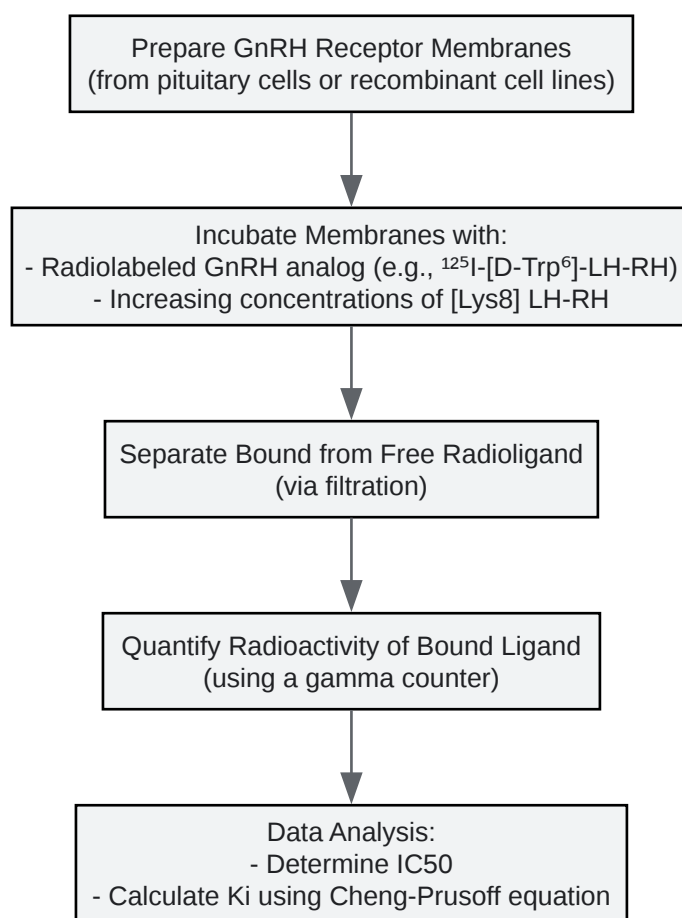 Prepare GnRH Receptor Membranes
(from pituitary cells or recombinant cell lines)
Incubate Membranes with:
- Radiolabeled GnRH analog (e.g., ¹²⁵I-[D-Trp⁶]-LH-RH)
- Increasing concentrations of [Lys8] LH-RH
Separate Bound from Free Radioligand
(via filtration)
Quantify Radioactivity of Bound Ligand
(using a gamma counter)
Data Analysis:
- Determine IC50
- Calculate Ki using Cheng-Prusoff equation